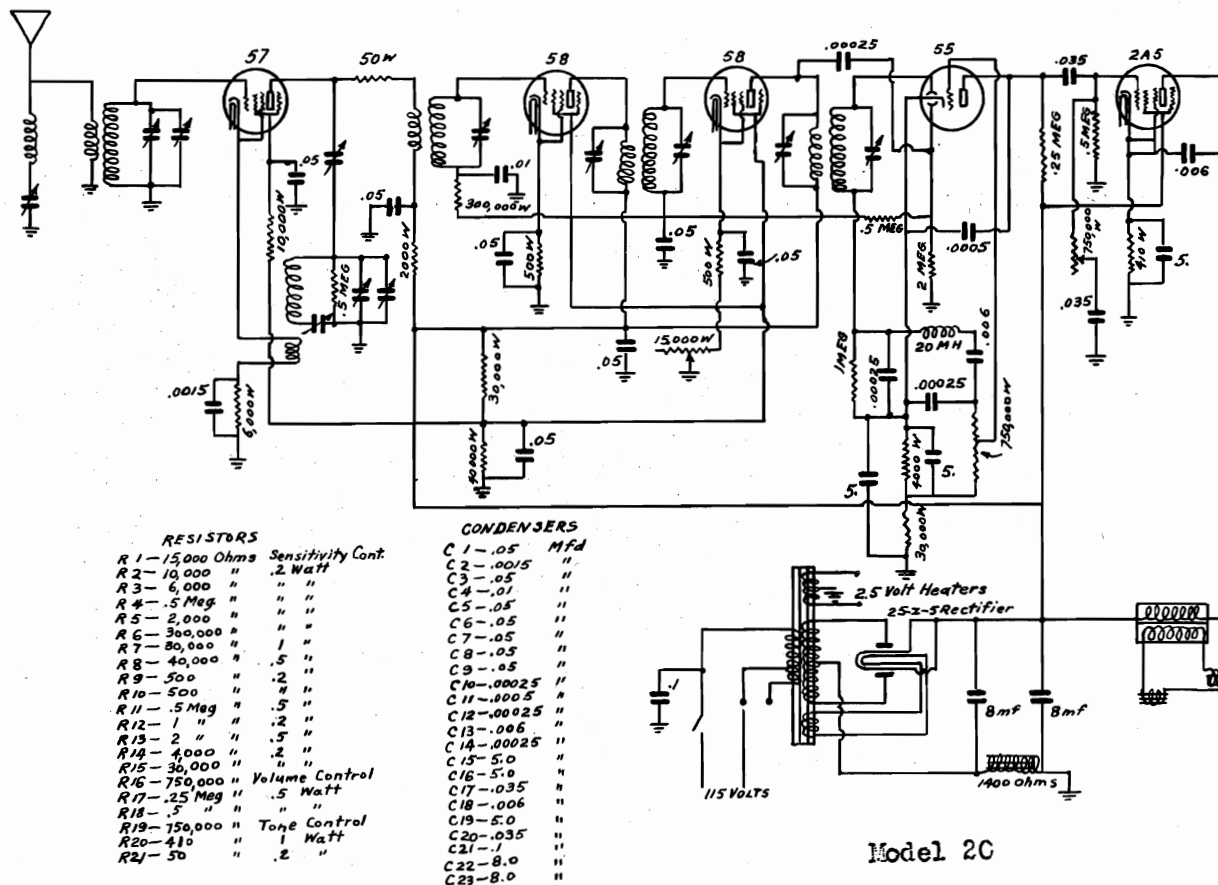 57
50W
58
58
.00025
55
.035
2A5
.05
.01
300,000W
.05
10,000W
2000W
.05
500W
.05
500W
.05
.5 MEG
.0005
2 MEG
.25 MEG
.5 MEG
.006
750,000W
410W
5.
.035
.5 MEG
.0015
6,000W
30,000W
.05
15,000W
1 MEG
20 MH
.006
.00025
.00025
750,000W
40000W
.05
5.
4000W
5.
30,000W
RESISTORS
R 1 - 15,000 Ohms Sensitivity Cont.
R 2 - 10,000 " .2 Watt
R 3 - 6,000 " " "
R 4 - .5 Meg " " "
R 5 - 2,000 " " "
R 6 - 300,000 " " "
R 7 - 30,000 " 1 "
R 8 - 40,000 " .5 "
R 9 - 500 " .2 "
R 10 - 500 " " "
R 11 - .5 Meg " .5 "
R 12 - 1 " " .2 "
R 13 - 2 " " .5 "
R 14 - 4,000 " .2 "
R 15 - 30,000 " " "
R 16 - 750,000 " Volume Control
R 17 - .25 Meg " .5 Watt
R 18 - .5 " " " "
R 19 - 750,000 " Tone Control
R 20 - 410 " 1 Watt
R 21 - 50 " .2 "
CONDENSERS
C 1 - .05 Mfd
C 2 - .0015 "
C 3 - .05 "
C 4 - .01 "
C 5 - .05 "
C 6 - .05 "
C 7 - .05 "
C 8 - .05 "
C 9 - .05 "
C 10 - .00025 "
C 11 - .0005 "
C 12 - .00025 "
C 13 - .006 "
C 14 - .00025 "
C 15 - 5.0 "
C 16 - 5.0 "
C 17 - .035 "
C 18 - .006 "
C 19 - 5.0 "
C 20 - .035 "
C 21 - .1 "
C 22 - 8.0 "
C 23 - 8.0 "
2.5 Volt Heaters
25-Z-5 Rectifier
.1
8mf
8mf
115 VOLTS
1400 Ohms
Model 2C